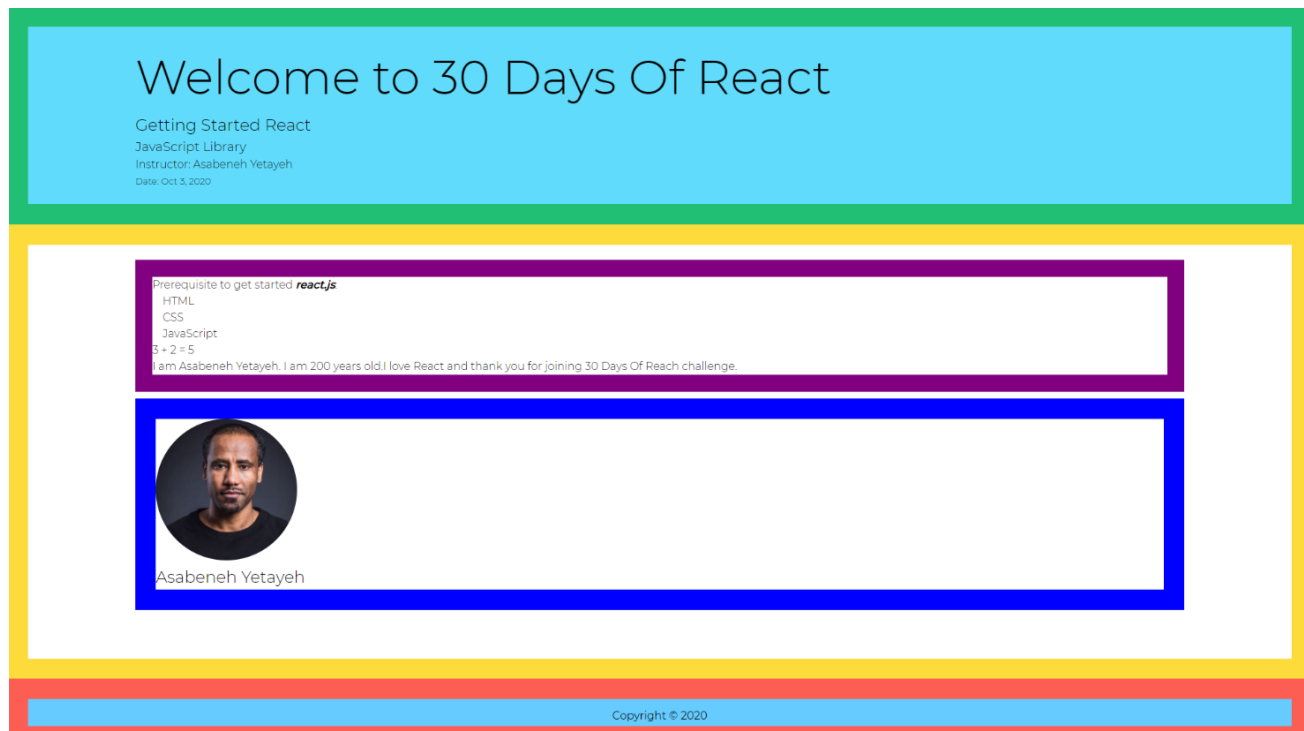 Welcome to 30 Days Of React
Getting Started React
JavaScript Library
Instructor: Asabeneh Yetayeh
Date: Oct 3, 2020
Prerequisite to get started react.js:
HTML
CSS
JavaScript
3 + 2 = 5
I am Asabeneh Yetayeh. I am 200 years old.I love React and thank you for joining 30 Days Of Reach challenge.
Asabeneh Yetayeh
Copyright © 2020